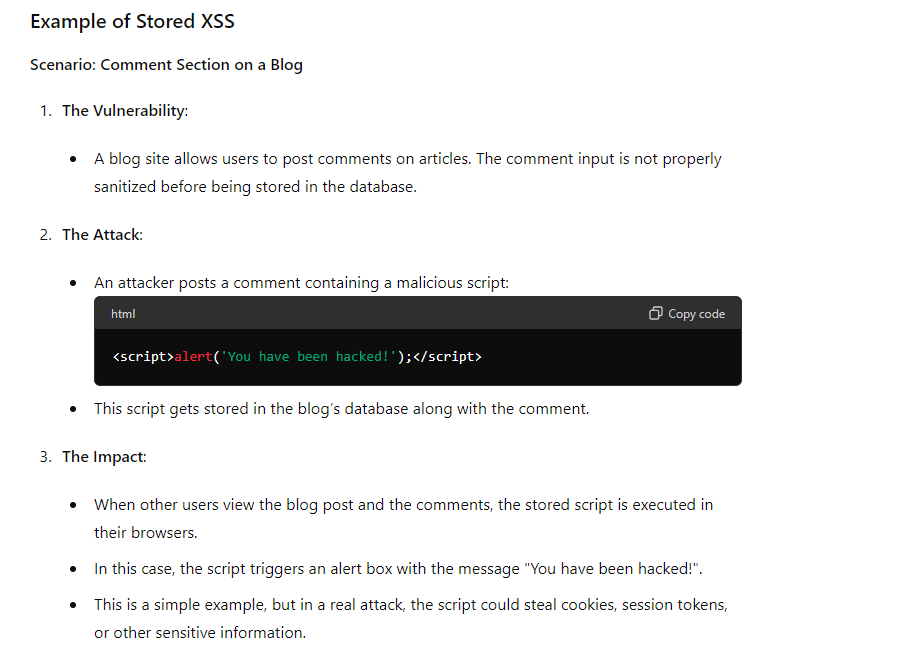 Example of Stored XSS
Scenario: Comment Section on a Blog
1. The Vulnerability:
• A blog site allows users to post comments on articles. The comment input is not properly
sanitized before being stored in the database.
2. The Attack:
• An attacker posts a comment containing a malicious script:
html Copy code
<script>alert('You have been hacked!');</script>
• This script gets stored in the blog's database along with the comment.
3. The Impact:
• When other users view the blog post and the comments, the stored script is executed in
their browsers.
• In this case, the script triggers an alert box with the message "You have been hacked!".
• This is a simple example, but in a real attack, the script could steal cookies, session tokens,
or other sensitive information.